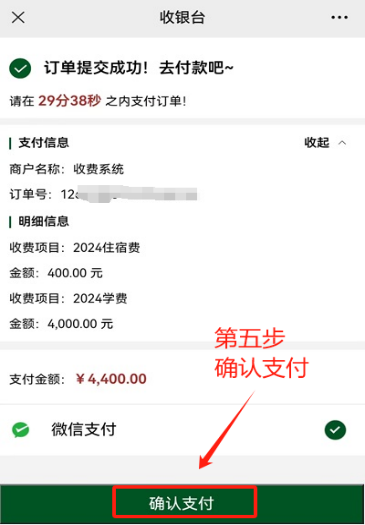 收银台
订单提交成功！去付款吧~
请在 29分38秒 之内支付订单!
支付信息 收起
商户名称：收费系统
订单号：12
明细信息
收费项目：2024住宿费
金额：400.00 元
收费项目：2024学费
金额：4,000.00 元
第五步
确认支付
支付金额：￥4,400.00
微信支付
确认支付